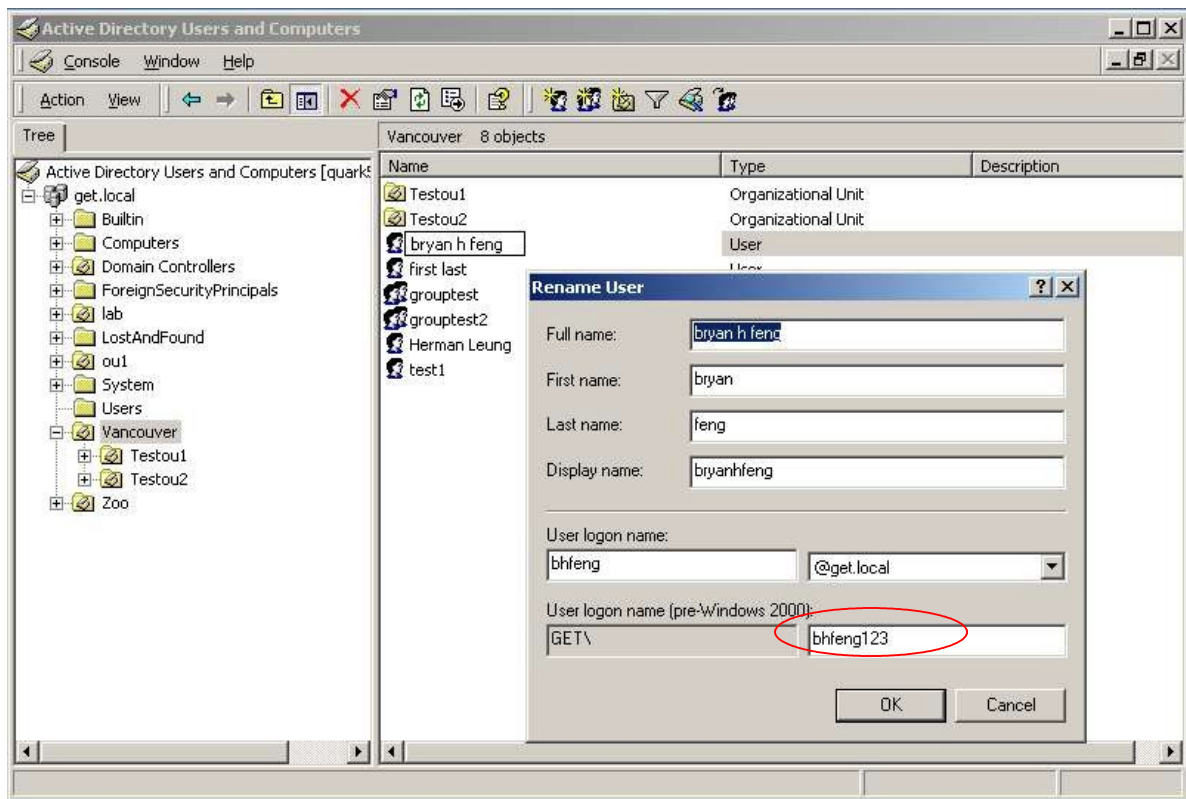 Active Directory Users and Computers
Console Window Help
Action View
Tree
Vancouver 8 objects
Active Directory Users and Computers [quark
get.local
Builtin
Computers
Domain Controllers
ForeignSecurityPrincipals
lab
LostAndFound
ou1
System
Users
Vancouver
Testou1
Testou2
Zoo
Name Type Description
Testou1 Organizational Unit
Testou2 Organizational Unit
bryan h feng User
first last User
grouptest
grouptest2
Herman Leung
test1
Rename User
Full name: bryan h feng
First name: bryan
Last name: feng
Display name: bryanhfeng
User logon name:
bhfeng @get.local
User logon name (pre-Windows 2000):
GET\ bhfeng123
OK Cancel